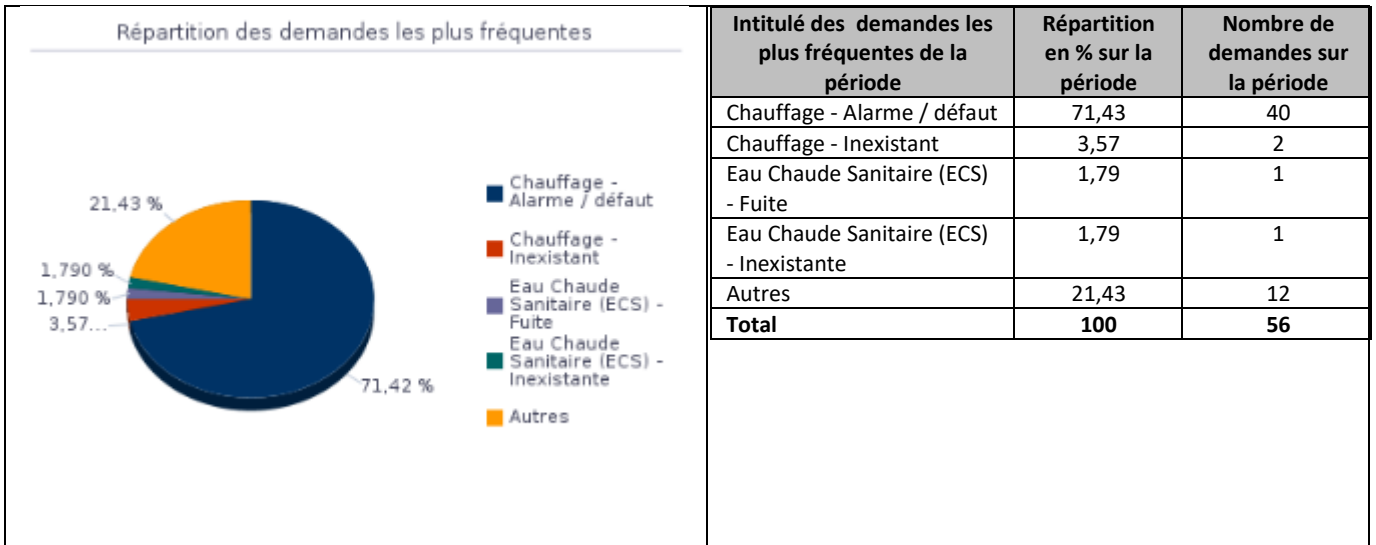 Répartition des demandes les plus fréquentes
21,43 %
1,790 %
1,790 %
3,57...
71,42 %
Chauffage -
Alarme / défaut
Chauffage -
Inexistant
Eau Chaude
Sanitaire (ECS) -
Fuite
Eau Chaude
Sanitaire (ECS) -
Inexistante
Autres
Intitulé des demandes les
plus fréquentes de la
période
Répartition
en % sur la
période
Nombre de
demandes sur
la période
Chauffage - Alarme / défaut 71,43 40
Chauffage - Inexistant 3,57 2
Eau Chaude Sanitaire (ECS) 1,79 1
- Fuite
Eau Chaude Sanitaire (ECS) 1,79 1
- Inexistante
Autres 21,43 12
Total 100 56